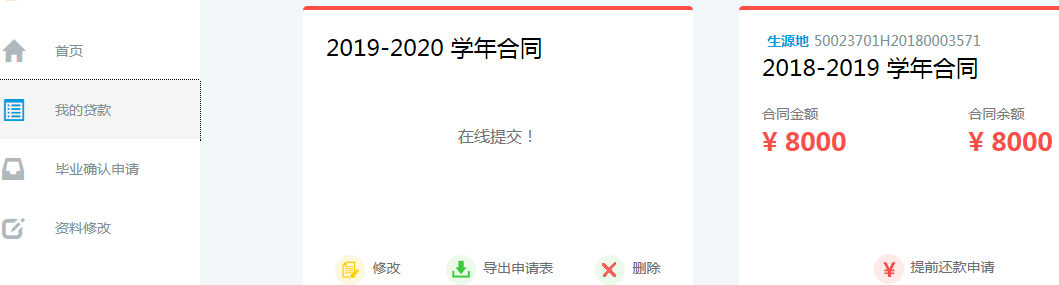 首页
我的贷款
毕业确认申请
资料修改
2019-2020 学年合同
在线提交！
修改 导出申请表 删除
生源地 50023701H20180003571
2018-2019 学年合同
合同金额 合同余额
¥ 8000 ¥ 8000
提前还款申请